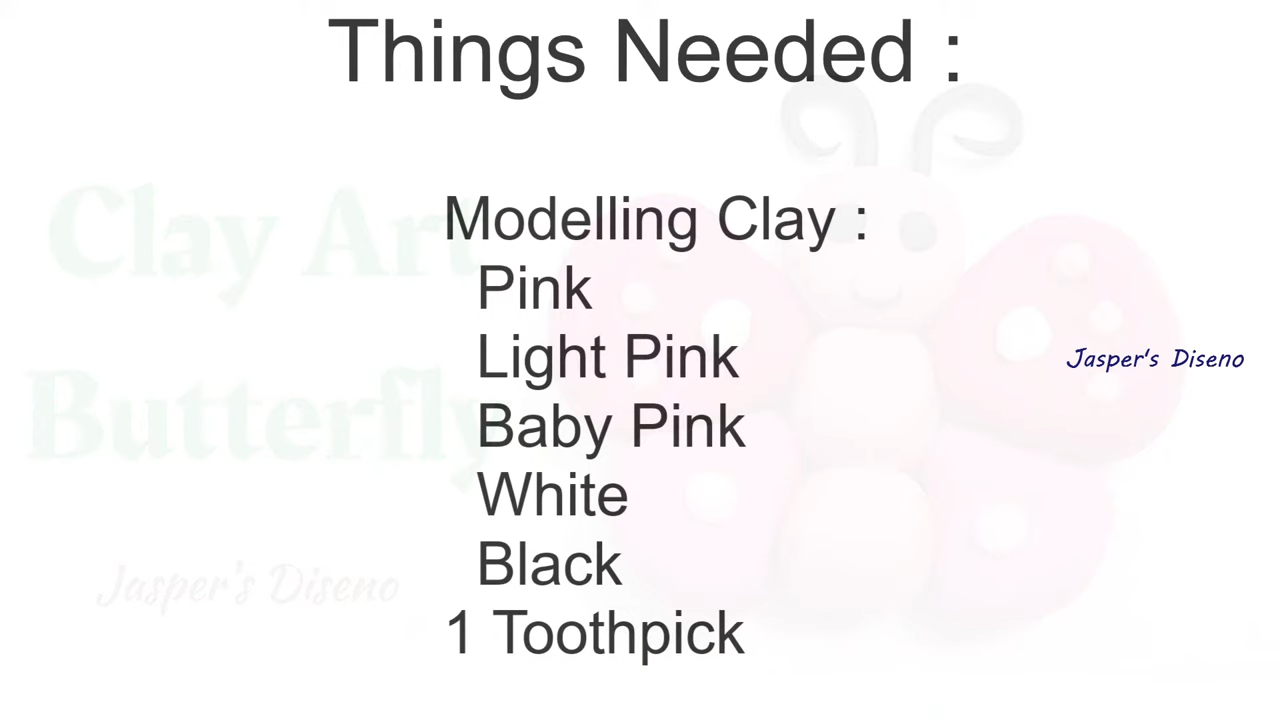 Things Needed :
Modelling Clay :
Pink
Light Pink
Baby Pink
White
Black
1 Toothpick
Jasper's Diseno
Clay Art
Butterfly
Jasper's Diseno